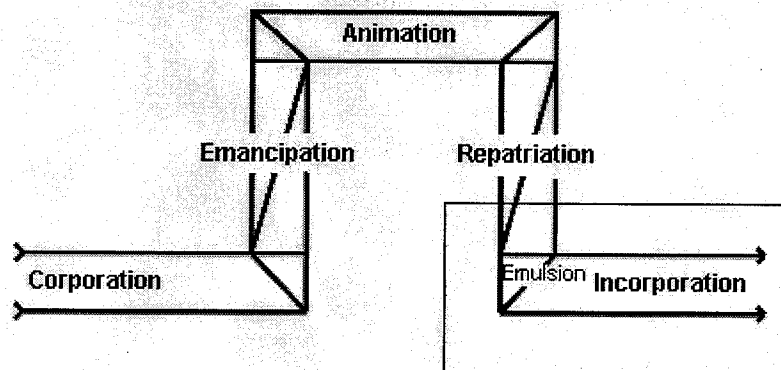 Animation
Emancipation
Repatriation
Corporation
Emulsion
Incorporation